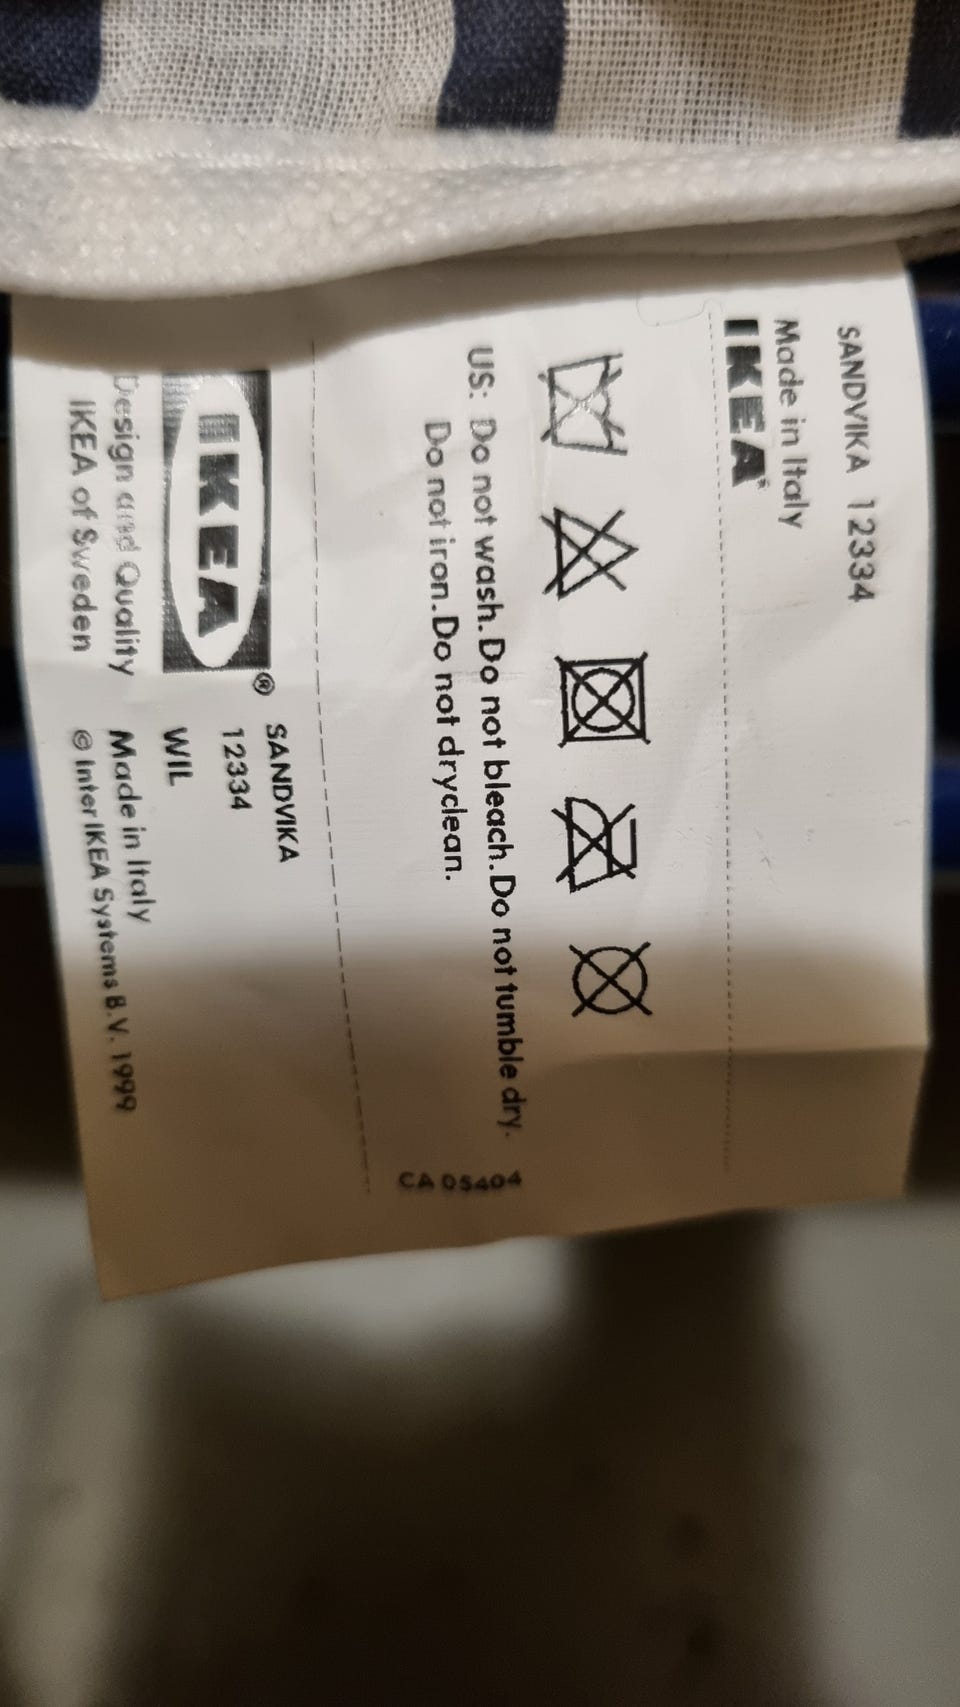 SANDVIKA 12334
Made in Italy
IKEA®
US: Do not wash. Do not bleach. Do not tumble dry.
Do not iron. Do not dryclean.
CA 05404
IKEA®
Design and Quality
IKEA of Sweden
SANDVIKA
12334
WIL
Made in Italy
© Inter IKEA Systems B.V. 1999